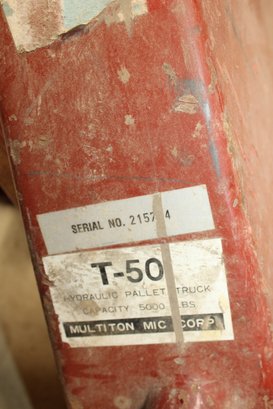 SERIAL NO.
T-50
HYDRAULIC PALLET TRUCK
CAPACITY 5000 LBS
MULTITON MIC CORP